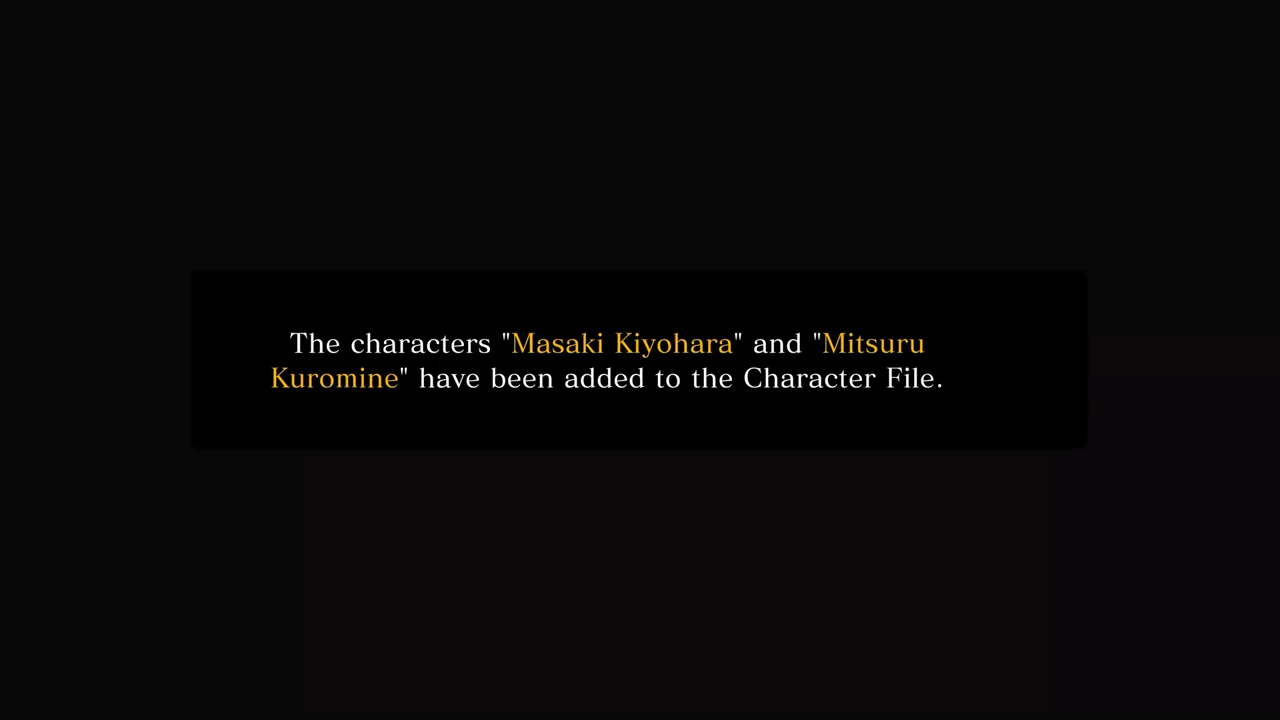 The characters "Masaki Kiyohara" and "Mitsuru
Kuromine" have been added to the Character File.